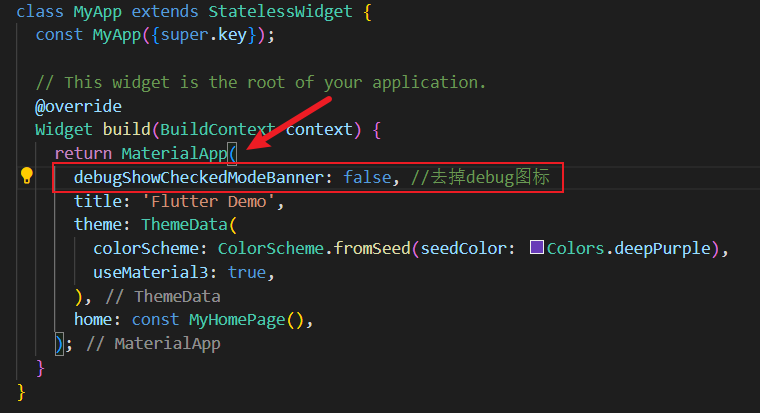 class MyApp extends StatelessWidget {
const MyApp({super.key});
// This widget is the root of your application.
@override
Widget build(BuildContext context) {
return MaterialApp(
debugShowCheckedModeBanner: false, //去掉debug图标
title: 'Flutter Demo',
theme: ThemeData(
colorScheme: ColorScheme.fromSeed(seedColor: Colors.deepPurple),
useMaterial3: true,
), // ThemeData
home: const MyHomePage(),
); // MaterialApp
}
}